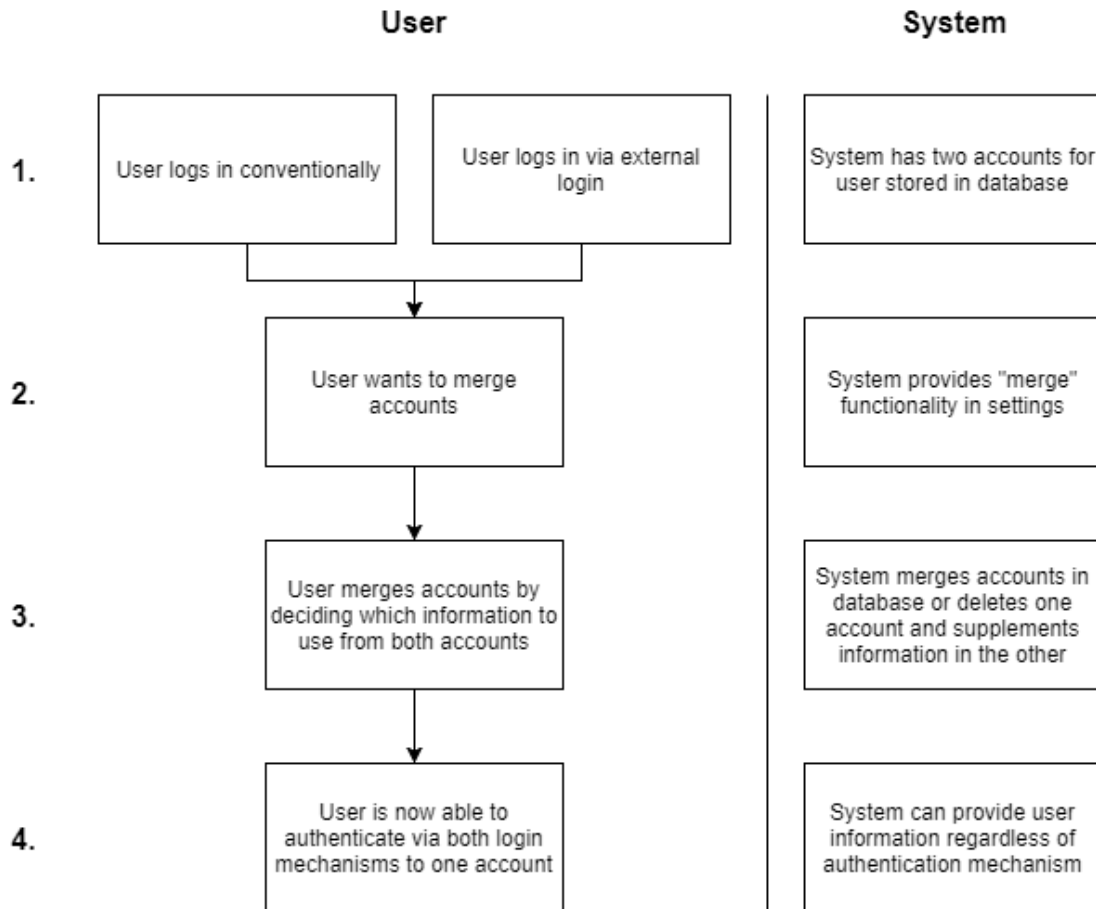 User
System
1.
User logs in conventionally
User logs in via external
login
System has two accounts for
user stored in database
2.
User wants to merge
accounts
System provides "merge"
functionality in settings
3.
User merges accounts by
deciding which information to
use from both accounts
System merges accounts in
database or deletes one
account and supplements
information in the other
4.
User is now able to
authenticate via both login
mechanisms to one account
System can provide user
information regardless of
authentication mechanism